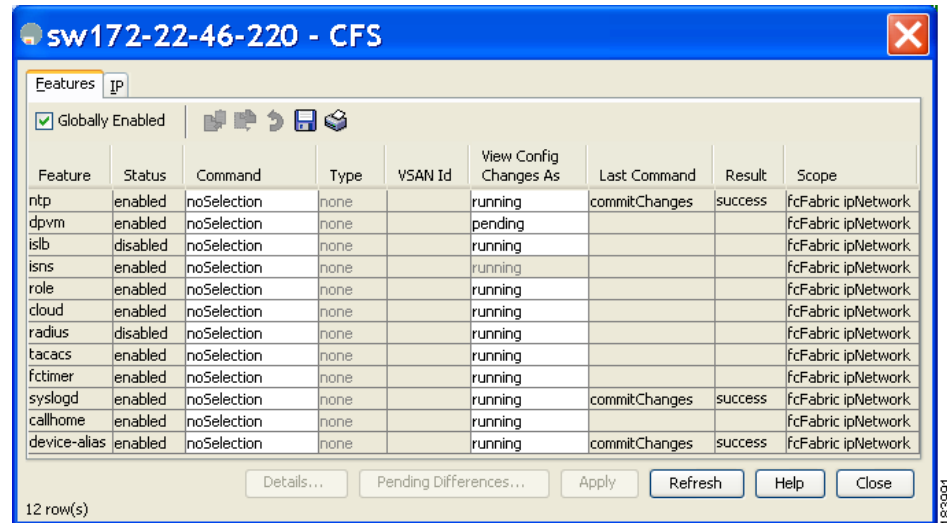 sw172-22-46-220 - CFS
Features IP
Globally Enabled
View Config
Feature Status Command Type VSAN Id Changes As Last Command Result Scope
ntp enabled noSelection none running commitChanges success fcFabric ipNetwork
dpvm enabled noSelection none pending fcFabric ipNetwork
islb disabled noSelection none running fcFabric ipNetwork
isns enabled noSelection none running fcFabric ipNetwork
role enabled noSelection none running fcFabric ipNetwork
cloud enabled noSelection none running fcFabric ipNetwork
radius disabled noSelection none running fcFabric ipNetwork
tacacs enabled noSelection none running fcFabric ipNetwork
fctimer enabled noSelection none running fcFabric ipNetwork
syslogd enabled noSelection none running commitChanges success fcFabric ipNetwork
callhome enabled noSelection none running fcFabric ipNetwork
device-alias enabled noSelection none running commitChanges success fcFabric ipNetwork
Details... Pending Differences... Apply Refresh Help Close
12 row(s)
183991